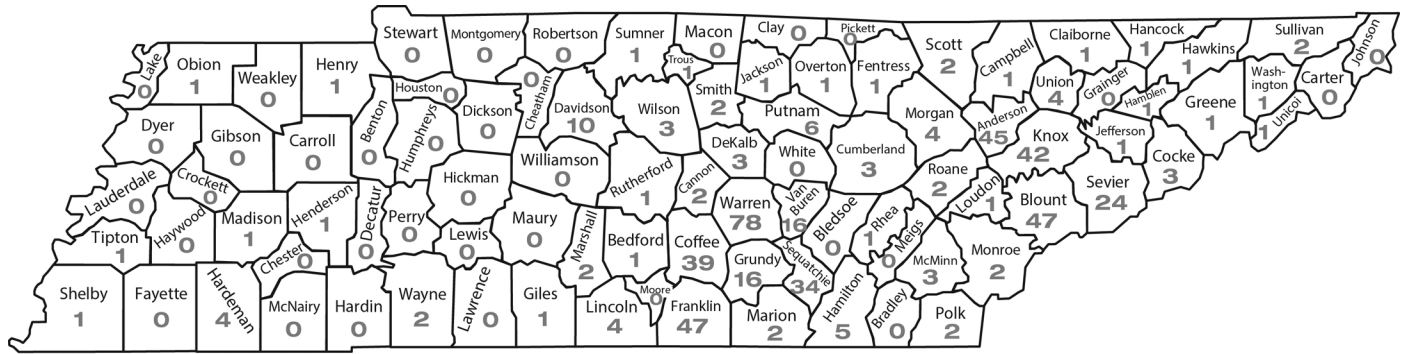 Stewart
0
Montgomery
0
Robertson
0
Sumner
1
Macon
0
Clay 0
Pickett
0
Scott
2
Campbell
1
Claiborne
1
Hancock
1
Hawkins
1
Sullivan
2
Johnson
0
Lake
0
Obion
1
Weakley
0
Henry
1
Houston 0
Dickson
0
Cheatham
0
Davidson
10
Wilson
3
Trous
1
Smith
2
Jackson
1
Overton
1
Fentress
1
Putnam
6
Morgan
4
Anderson
45
Union
4
Grainger
0
Hamblen
1
Greene
1
Wash-
ington
1
Carter
0
Unicoi
1
Dyer
0
Gibson
0
Carroll
0
Benton
0
Humphreys
0
Hickman
0
Williamson
0
Rutherford
1
Cannon
2
DeKalb
3
White
0
Cumberland
3
Roane
2
Loudon
1
Knox
42
Jefferson
1
Cocke
3
Sevier
24
Blount
47
Lauderdale
0
Crockett
0
Haywood
0
Madison
1
Henderson
1
Decatur
0
Perry
0
Lewis
0
Maury
0
Marshall
2
Bedford
1
Coffee
39
Warren
78
Van
Buren
16
Bledsoe
0
Rhea
1
Meigs
0
McMinn
3
Monroe
2
Tipton
1
Chester
0
Grundy
16
Sequatchie
34
Shelby
1
Fayette
0
Hardeman
4
McNairy
0
Hardin
0
Wayne
2
Lawrence
0
Giles
1
Lincoln
4
Moore
0
Franklin
47
Marion
2
Hamilton
5
Bradley
0
Polk
2